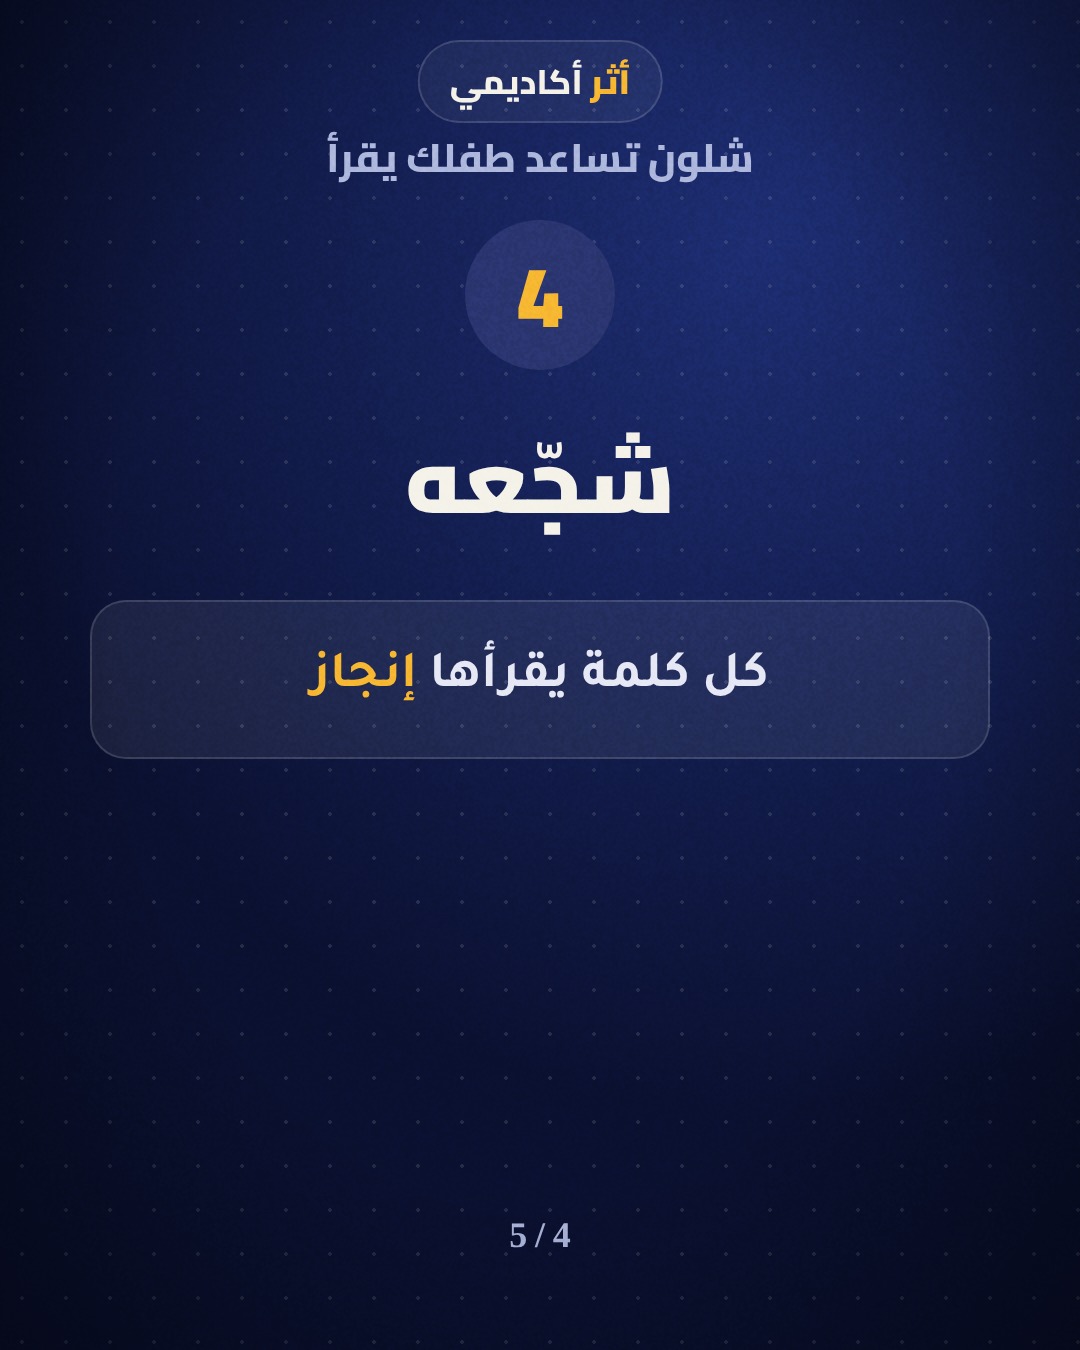 أثر أكاديمي
شلون تساعد طفلك يقرأ
4
شجّعه
كل كلمة يقرأها إنجاز
5 / 4